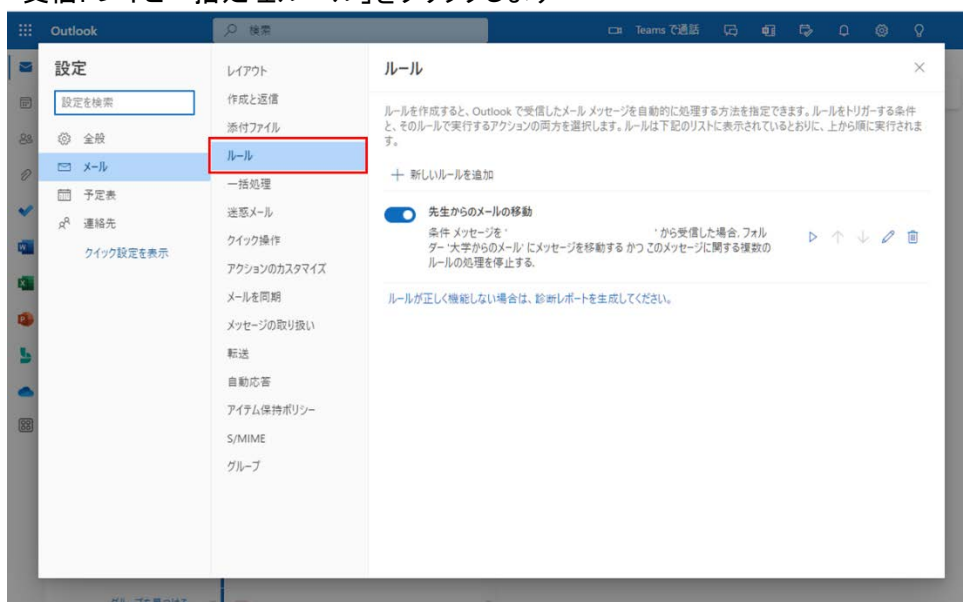 Outlook
検索
Teams で通話
設定
設定を検索
全般
メール
予定表
連絡先
クイック設定を表示
レイアウト
作成と返信
添付ファイル
ルール
一括処理
迷惑メール
クイック操作
アクションのカスタマイズ
メールを同期
メッセージの取り扱い
転送
自動応答
アイテム保持ポリシー
S/MIME
グループ
ルール
ルールを作成すると、Outlook で受信したメール メッセージを自動的に処理する方法を指定できます。ルールをトリガーする条件
と、そのルールで実行するアクションの両方を選択します。ルールは下記のリストに表示されているとおりに、上から順に実行されま
す。
新しいルールを追加
先生からのメールの移動
条件 メッセージを ' ' から受信した場合, フォル
ダー '大学からのメール' にメッセージを移動する かつ このメッセージに関する複数の
ルールの処理を停止する.
ルールが正しく機能しない場合は、診断レポートを生成してください。